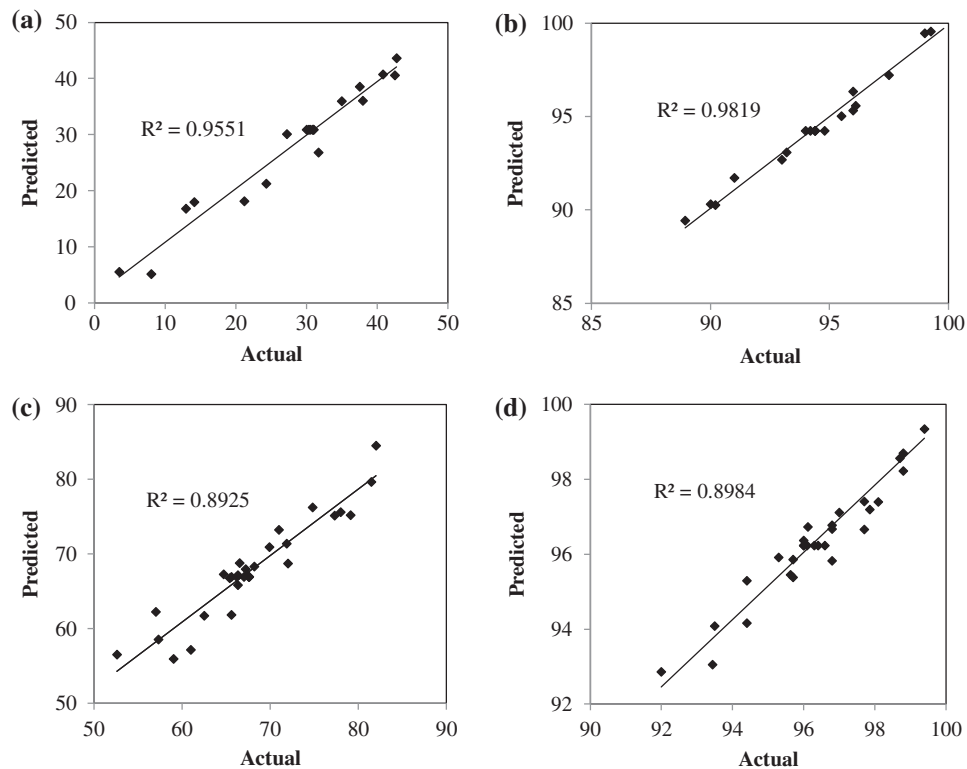 (a)
50
40
30
20
10
0
Predicted
R² = 0.9551
0 10 20 30 40 50
Actual
(b)
100
95
90
85
Predicted
R² = 0.9819
85 90 95 100
Actual
(c)
90
80
70
60
50
Predicted
R² = 0.8925
50 60 70 80 90
Actual
(d)
100
98
96
94
92
Predicted
R² = 0.8984
90 92 94 96 98 100
Actual